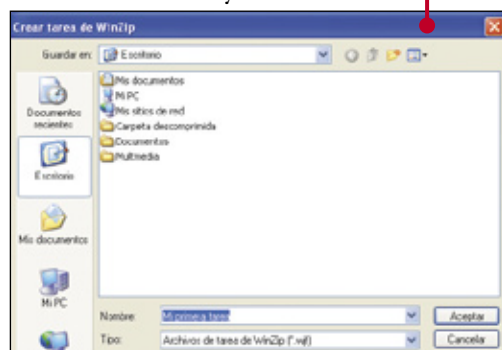 y
Crear tarea de WinZip
Guardar en:
Escritorio
Documentos recientes
Escritorio
Mis documentos
Mi PC
Mis documentos
Mi PC
Mis sitios de red
Carpeta descomprimida
Documentos
Multimedia
Nombre:
Mi primera tarea
Aceptar
Tipo:
Archivos de tarea de WinZip (*.wjf)
Cancelar